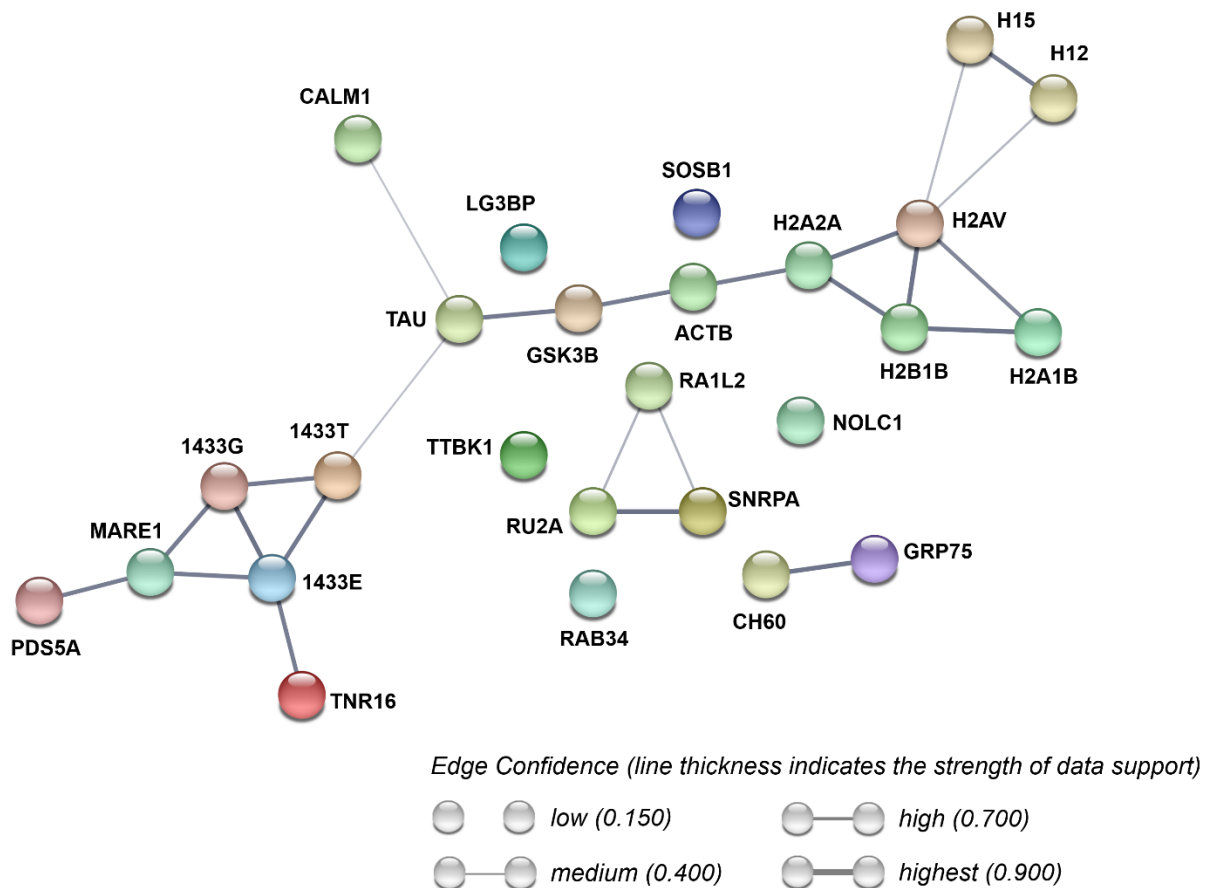 H15
H12
CALM1
SOSB1
LG3BP
H2A2A
H2AV
TAU
GSK3B
ACTB
H2B1B
H2A1B
RA1L2
NOLC1
1433T
1433G
TTBK1
SNRPA
RU2A
MARE1
GRP75
1433E
CH60
RAB34
PDS5A
TNR16
Edge Confidence (line thickness indicates the strength of data support)
low (0.150)
high (0.700)
medium (0.400)
highest (0.900)